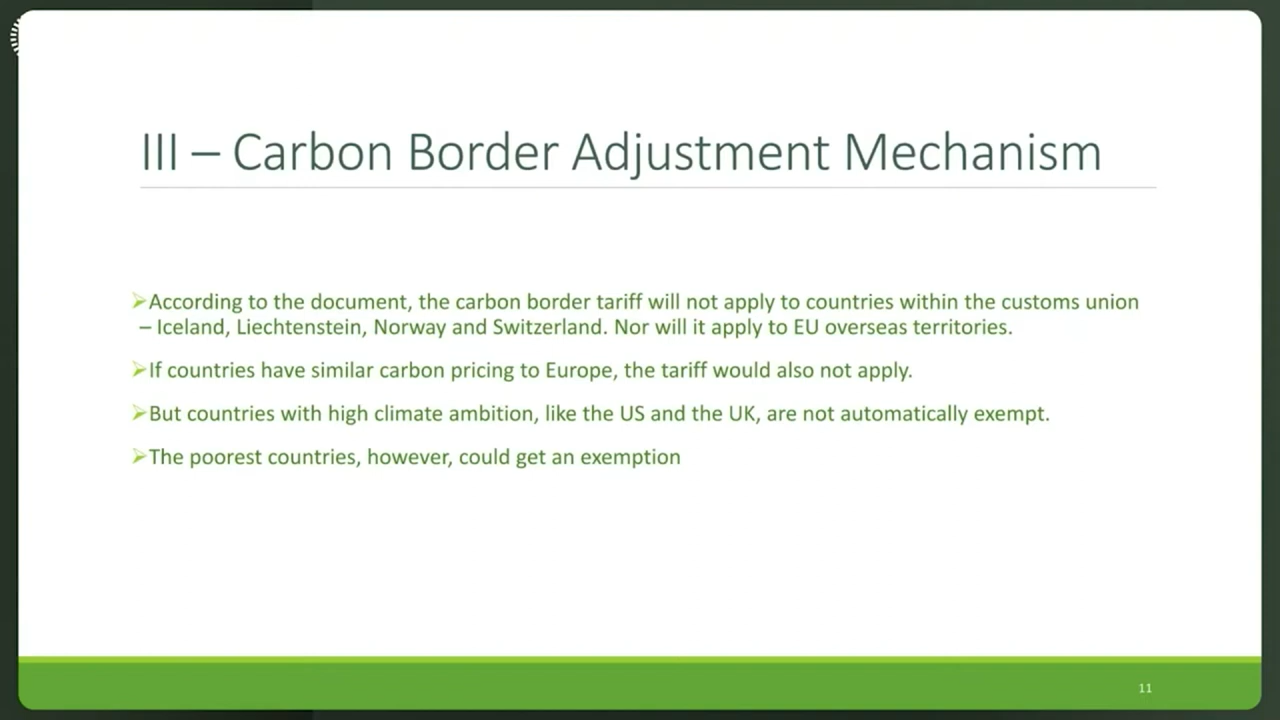 III – Carbon Border Adjustment Mechanism
➢According to the document, the carbon border tariff will not apply to countries within the customs union
– Iceland, Liechtenstein, Norway and Switzerland. Nor will it apply to EU overseas territories.
➢If countries have similar carbon pricing to Europe, the tariff would also not apply.
➢But countries with high climate ambition, like the US and the UK, are not automatically exempt.
➢The poorest countries, however, could get an exemption
11